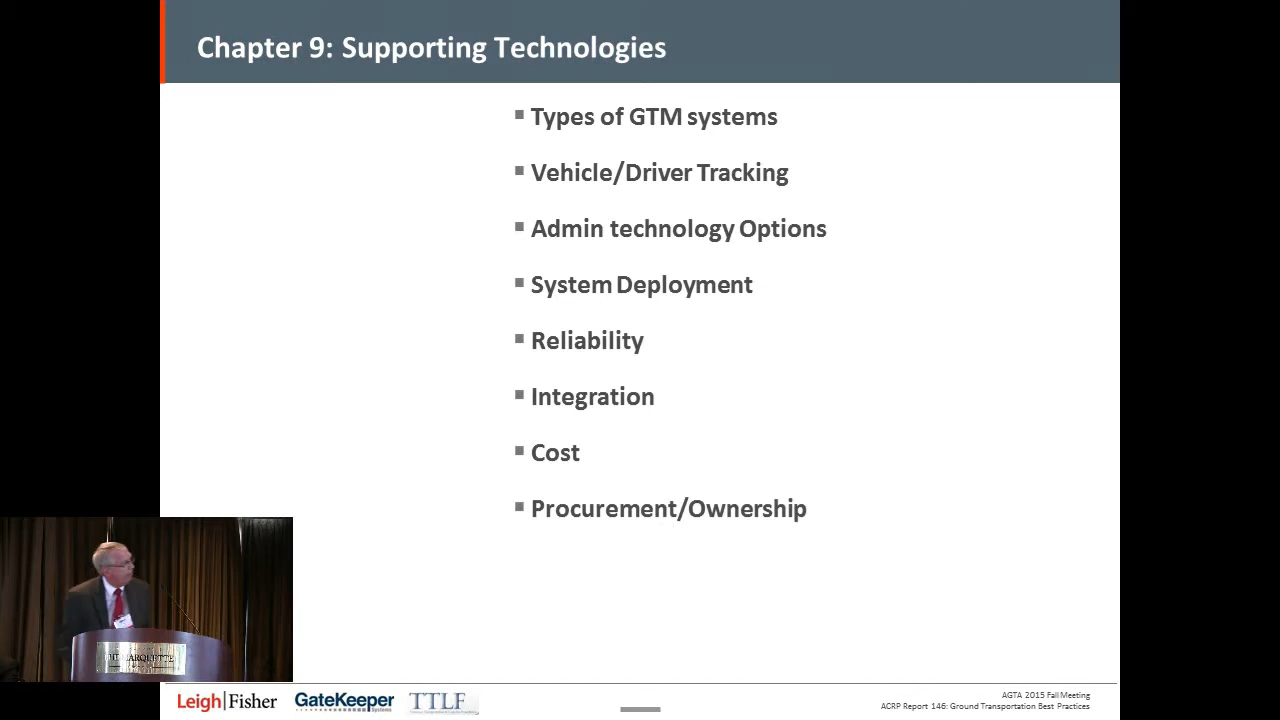 Chapter 9: Supporting Technologies
Types of GTM systems
Vehicle/Driver Tracking
Admin technology Options
System Deployment
Reliability
Integration
Cost
Procurement/Ownership
Leigh|Fisher
GateKeeper
Systems
TTLF
AGTA 2015 Fall Meeting
ACRP Report 146: Ground Transportation Best Practices